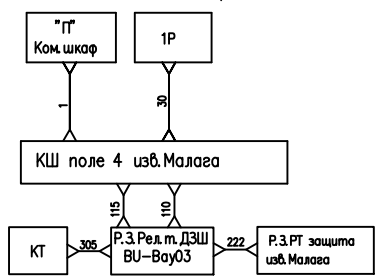 "П"
Ком. шкаф
1Р
1
30
КШ поле 4 изв. Малага
115
110
КТ
305
Р.З. Рел. т. ДЗШ
BU-Bay03
222
Р.З. РТ защита
изв. Малага